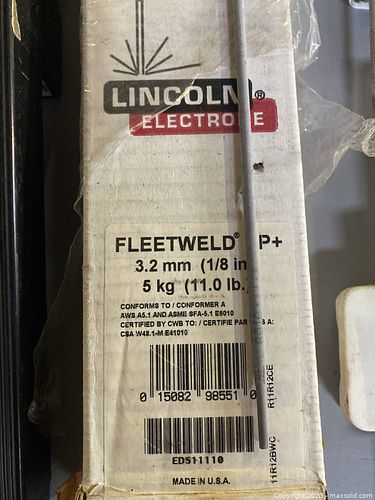 LINCOLN®
ELECTRODE
FLEETWELD® P+
3.2 mm (1/8 in
5 kg (11.0 lb.
CONFORMS TO: / CONFORMER A
AWS A5.1 AND ASME SFA-5.1 E6010
CERTIFIED BY CWB TO: / CERTIFIE PAR A:
CSA W48.1-M E41010
0 15082 98551 0
ED511110
MADE IN U.S.A.
R11R12CE
11R12BWC
Copyright 2020 - maxsold.com